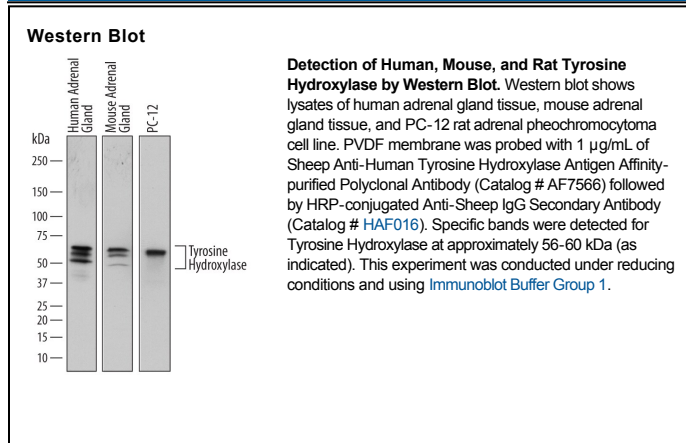 Western Blot
Human Adrenal
Gland
Mouse Adrenal
Gland
PC-12
kDa
250
150
100
75
50
37
25
20
15
10
Tyrosine
Hydroxylase
Detection of Human, Mouse, and Rat Tyrosine
Hydroxylase by Western Blot. Western blot shows
lysates of human adrenal gland tissue, mouse adrenal
gland tissue, and PC-12 rat adrenal pheochromocytoma
cell line. PVDF membrane was probed with 1 µg/mL of
Sheep Anti-Human Tyrosine Hydroxylase Antigen Affinity-
purified Polyclonal Antibody (Catalog # AF7566) followed
by HRP-conjugated Anti-Sheep IgG Secondary Antibody
(Catalog # HAF016). Specific bands were detected for
Tyrosine Hydroxylase at approximately 56-60 kDa (as
indicated). This experiment was conducted under reducing
conditions and using Immunoblot Buffer Group 1.